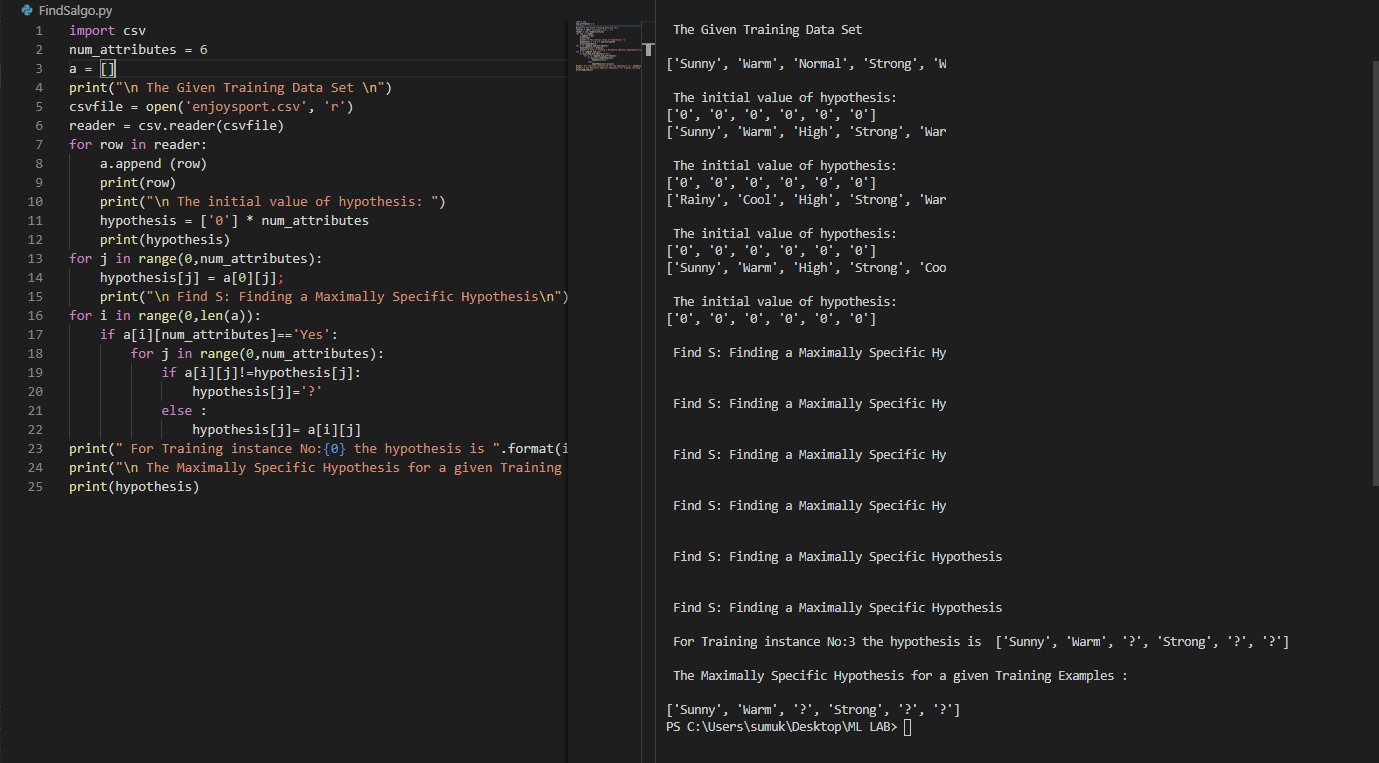 FindSalgo.py
1 import csv
2 num_attributes = 6
3 a = []
4 print("\n The Given Training Data Set \n")
5 csvfile = open('enjoysport.csv', 'r')
6 reader = csv.reader(csvfile)
7 for row in reader:
8 a.append (row)
9 print(row)
10 print("\n The initial value of hypothesis: ")
11 hypothesis = ['0'] * num_attributes
12 print(hypothesis)
13 for j in range(0,num_attributes):
14 hypothesis[j] = a[0][j];
15 print("\n Find S: Finding a Maximally Specific Hypothesis\n")
16 for i in range(0,len(a)):
17 if a[i][num_attributes]=='Yes':
18 for j in range(0,num_attributes):
19 if a[i][j]!=hypothesis[j]:
20 hypothesis[j]='?'
21 else :
22 hypothesis[j]= a[i][j]
23 print(" For Training instance No:{0} the hypothesis is ".format(i
24 print("\n The Maximally Specific Hypothesis for a given Training
25 print(hypothesis)
The Given Training Data Set
['Sunny', 'Warm', 'Normal', 'Strong', 'W
The initial value of hypothesis:
['0', '0', '0', '0', '0', '0']
['Sunny', 'Warm', 'High', 'Strong', 'War
The initial value of hypothesis:
['0', '0', '0', '0', '0', '0']
['Rainy', 'Cool', 'High', 'Strong', 'War
The initial value of hypothesis:
['0', '0', '0', '0', '0', '0']
['Sunny', 'Warm', 'High', 'Strong', 'Coo
The initial value of hypothesis:
['0', '0', '0', '0', '0', '0']
Find S: Finding a Maximally Specific Hy
Find S: Finding a Maximally Specific Hy
Find S: Finding a Maximally Specific Hy
Find S: Finding a Maximally Specific Hy
Find S: Finding a Maximally Specific Hypothesis
Find S: Finding a Maximally Specific Hypothesis
For Training instance No:3 the hypothesis is  ['Sunny', 'Warm', '?', 'Strong', '?', '?']
The Maximally Specific Hypothesis for a given Training Examples :
['Sunny', 'Warm', '?', 'Strong', '?', '?']
PS C:\Users\sumuk\Desktop\ML LAB>